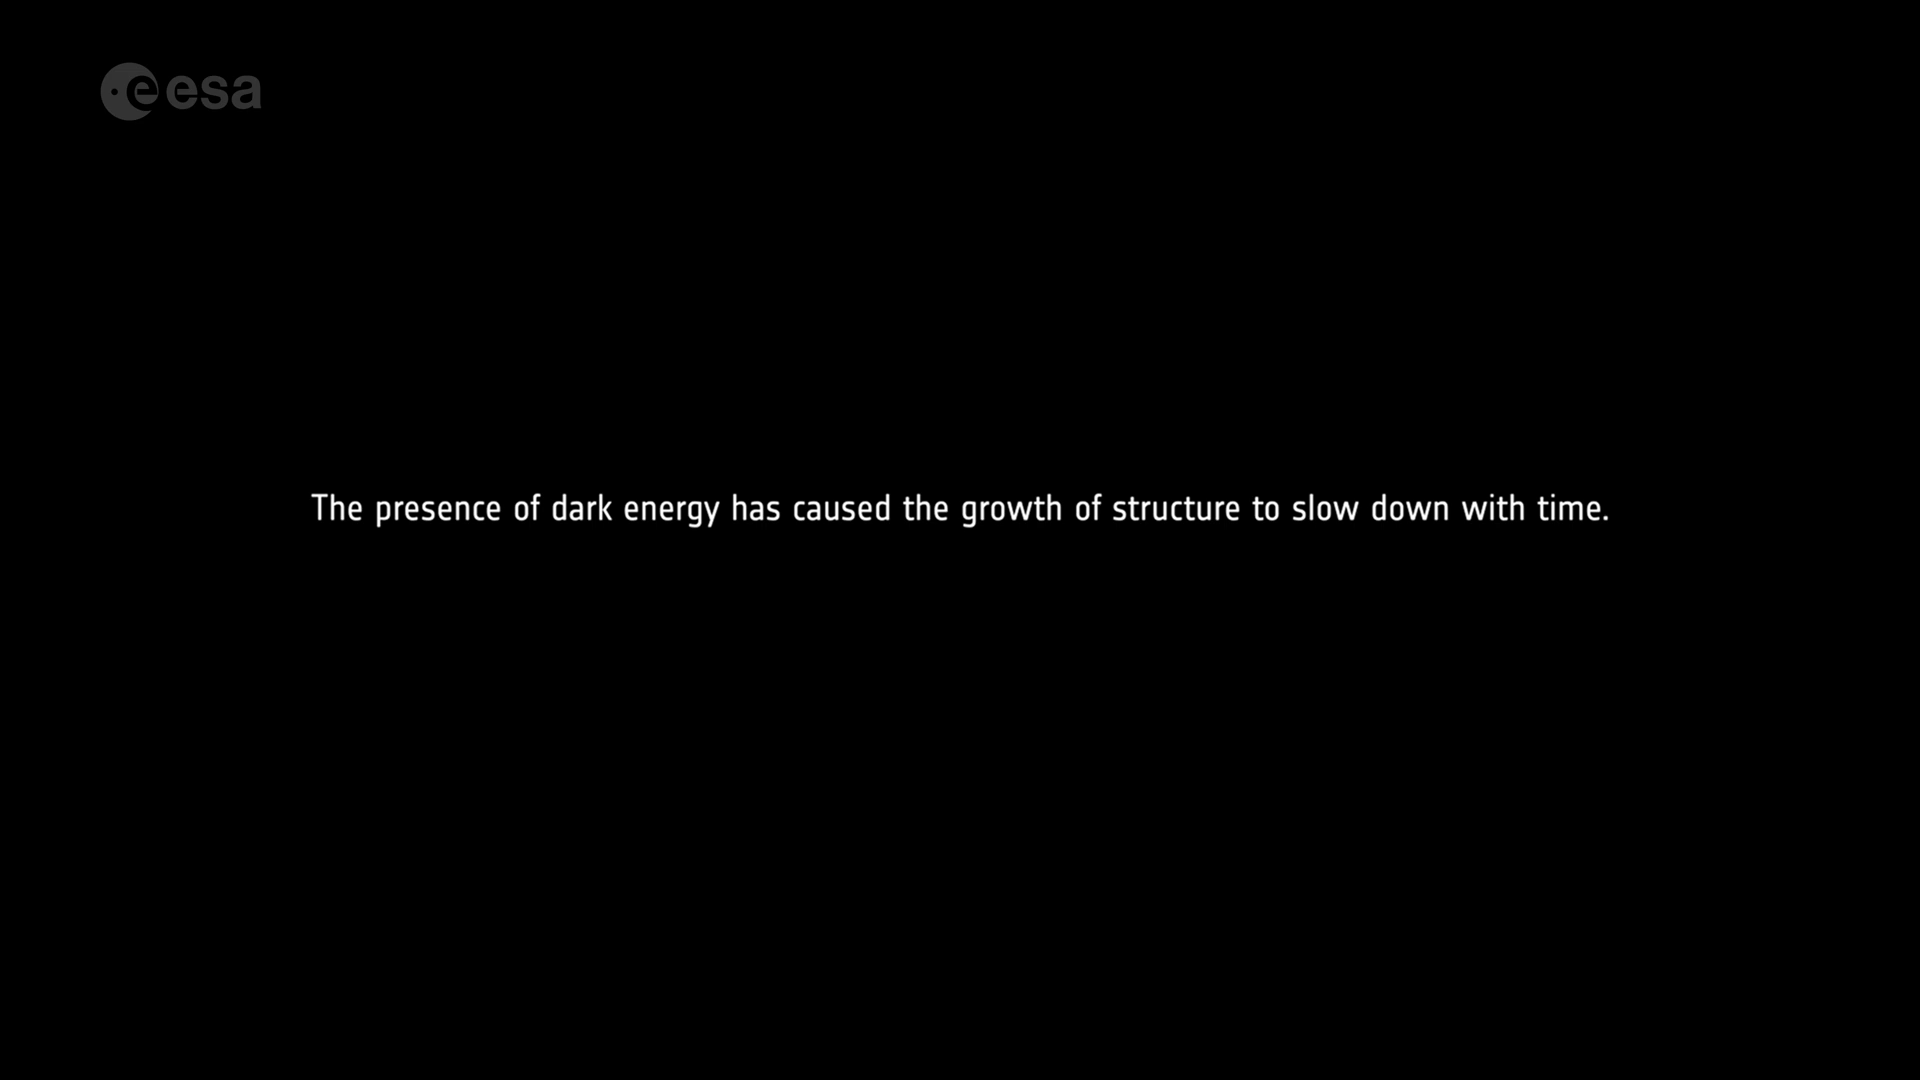 esa
The presence of dark energy has caused the growth of structure to slow down with time.